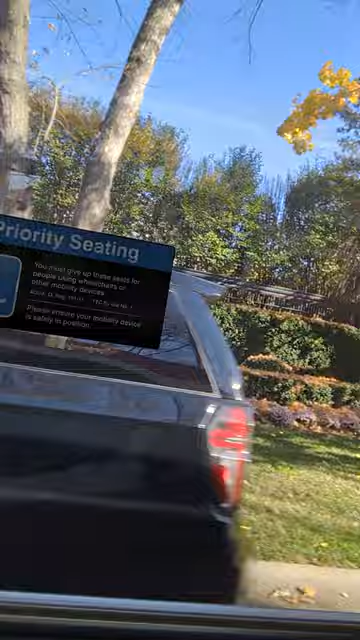 Priority Seating
You must give up these seats for
people using wheelchairs or
other mobility devices
Please ensure your mobility device
is safely in position.